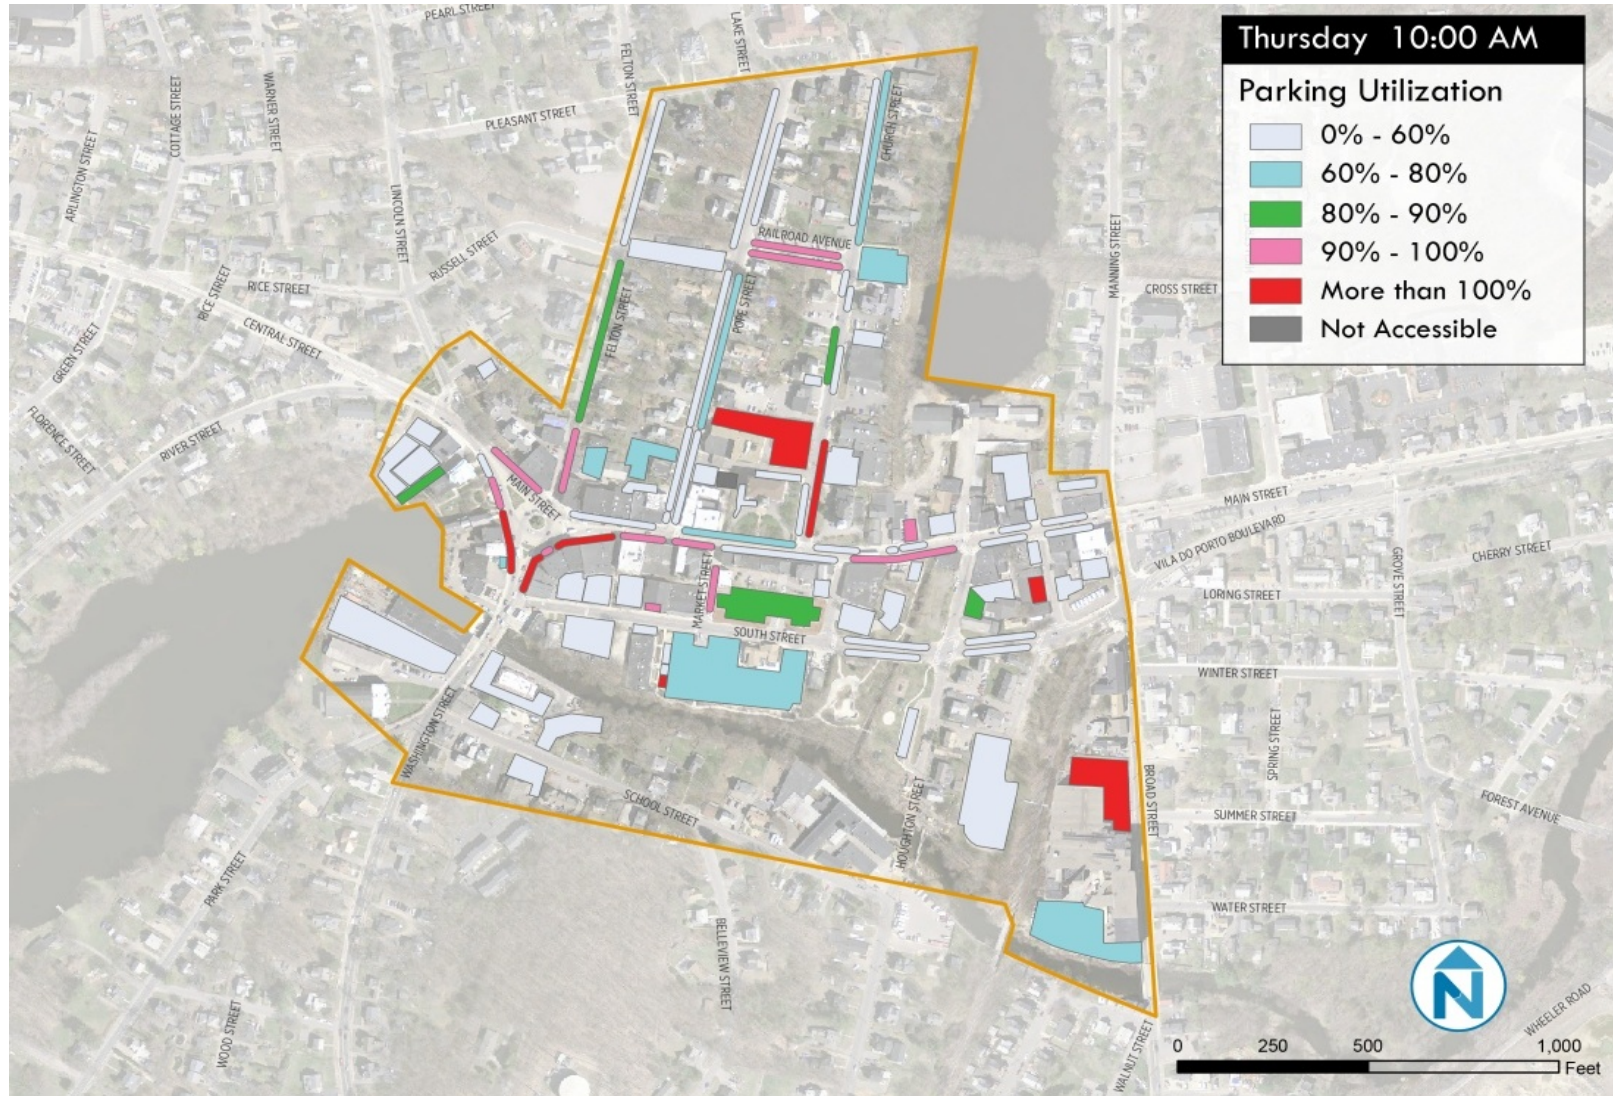 PEARL STREET
LAKE STREET
FELTON STREET
Thursday 10:00 AM
Parking Utilization
0% - 60%
60% - 80%
80% - 90%
90% - 100%
More than 100%
Not Accessible
COTTAGE STREET
WARNER STREET
PLEASANT STREET
CHURCH STREET
ARLINGTON STREET
LINCOLN STREET
RUSSELL STREET
RAILROAD AVENUE
MANNING STREET
RICE STREET
RICE STREET
CROSS STREET
CENTRAL STREET
FELTON STREET
POPE STREET
GREEN STREET
FLORENCE STREET
RIVER STREET
MAIN STREET
MAIN STREET
VILA DO PORTO BOULEVARD
CHERRY STREET
GROVE STREET
MARKET STREET
LORING STREET
SOUTH STREET
WINTER STREET
WASHINGTON STREET
SPRING STREET
SCHOOL STREET
HOUGHTON STREET
BROAD STREET
SUMMER STREET
FOREST AVENUE
PARK STREET
BELLEVIEW STREET
WATER STREET
WOOD STREET
WALNUT STREET
WHEELER ROAD
N
0 250 500 1,000
Feet